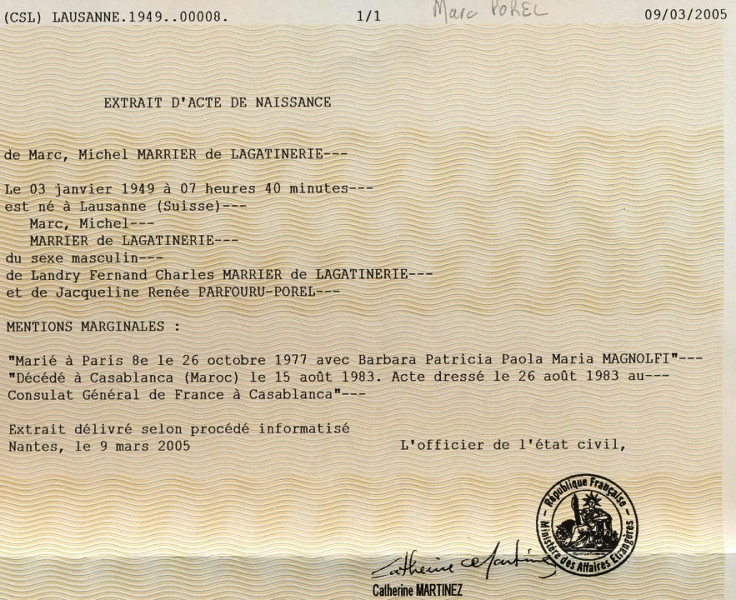 (CSL) LAUSANNE.1949..00008. 1/1 Marc POREL 09/03/2005
EXTRAIT D'ACTE DE NAISSANCE
de Marc, Michel MARRIER de LAGATINERIE---
Le 03 janvier 1949 à 07 heures 40 minutes---
est né à Lausanne (Suisse)---
Marc, Michel---
MARRIER de LAGATINERIE---
du sexe masculin---
de Landry Fernand Charles MARRIER de LAGATINERIE---
et de Jacqueline Renée PARFOURU-POREL---
MENTIONS MARGINALES :
"Marié à Paris 8e le 26 octobre 1977 avec Barbara Patricia Paola Maria MAGNOLFI"---
"Décédé à Casablanca (Maroc) le 15 août 1983. Acte dressé le 26 août 1983 au---
Consulat Général de France à Casablanca"---
Extrait délivré selon procédé informatisé
Nantes, le 9 mars 2005 L'officier de l'état civil,
- République Française -
Ministère des Affaires Etrangères
Catherine Martinez
Catherine MARTINEZ